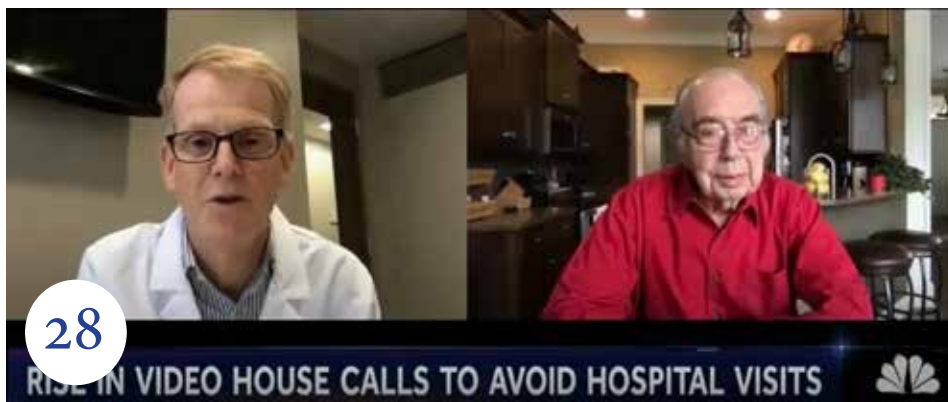 28
RISE IN VIDEO HOUSE CALLS TO AVOID HOSPITAL VISITS